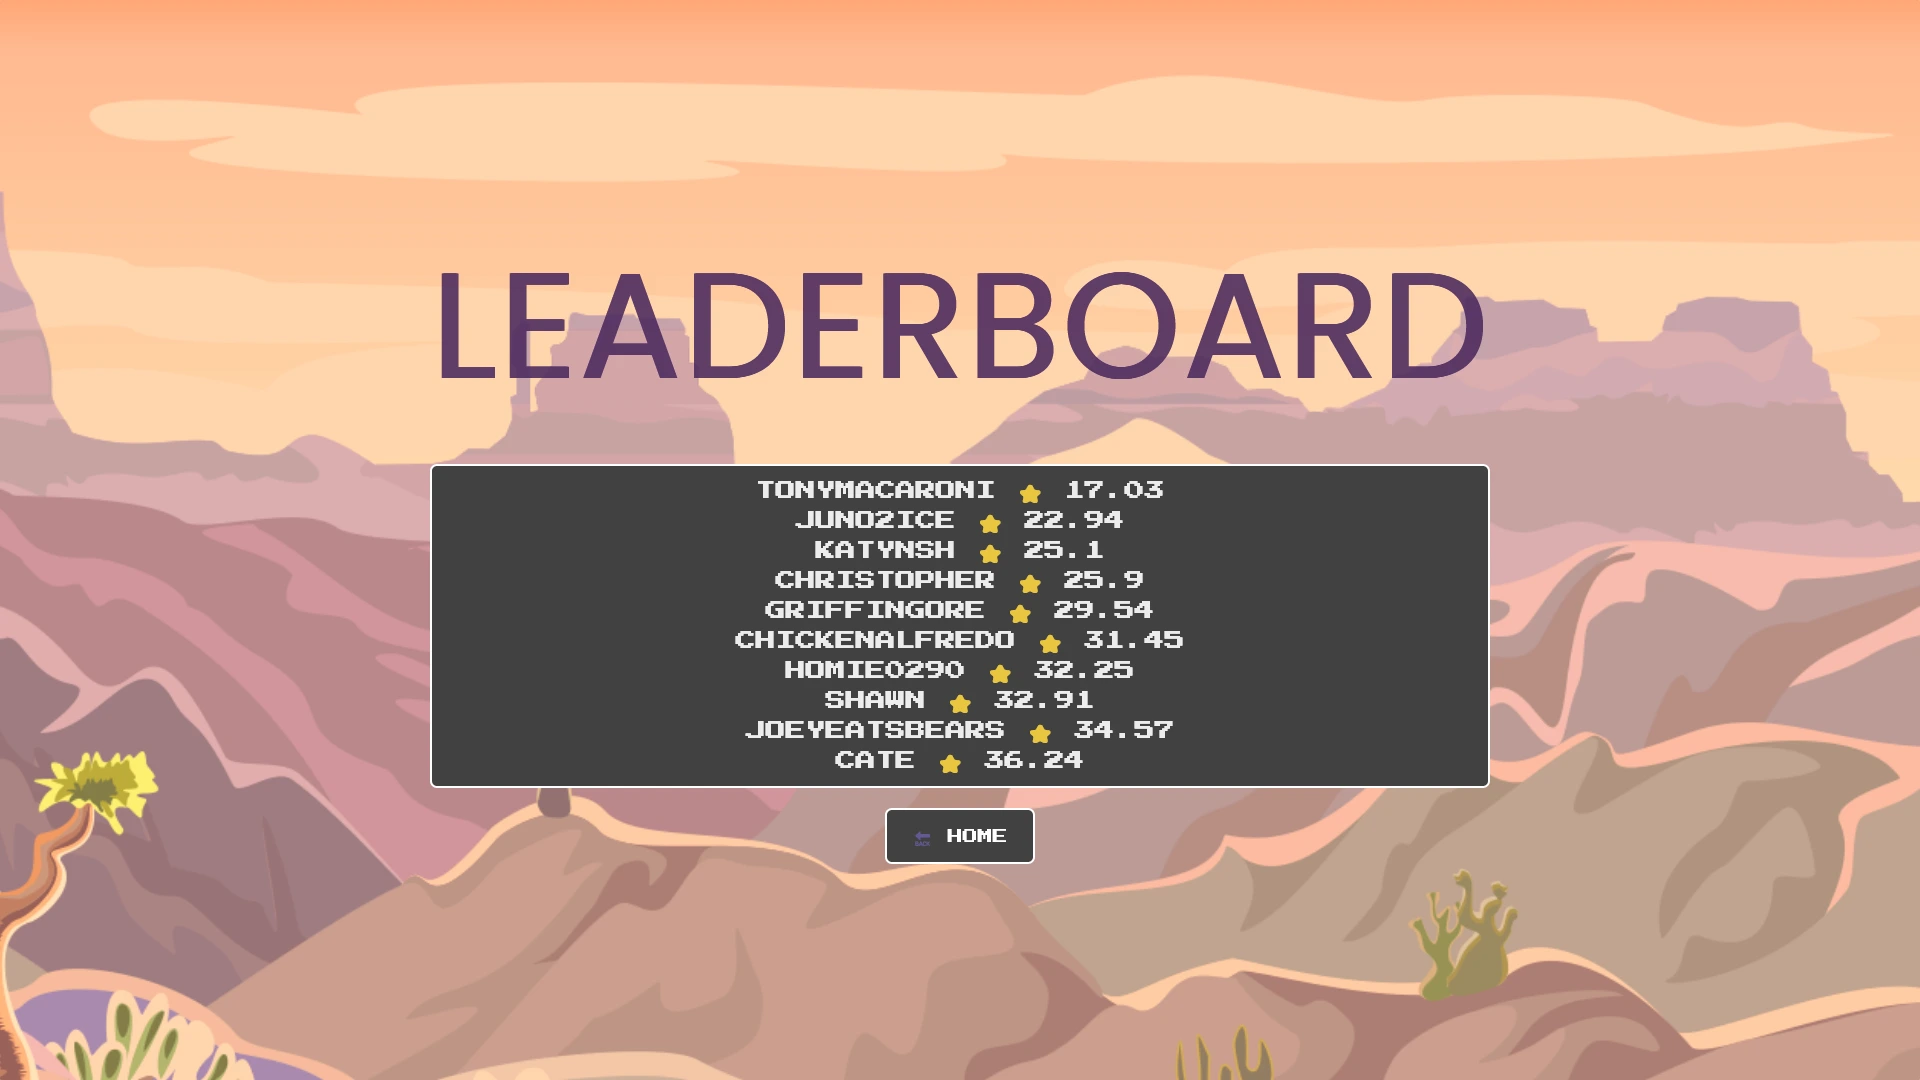 LEADERBOARD
TONYMACARONI ⭐ 17.03
JUNO2ICE ⭐ 22.94
KATYNSH ⭐ 25.1
CHRISTOPHER ⭐ 25.9
GRIFFINGORE ⭐ 29.54
CHICKENALFREDO ⭐ 31.45
HOMIE0290 ⭐ 32.25
SHAWN ⭐ 32.91
JOEYEATSBEARS ⭐ 34.57
CATE ⭐ 36.24
BACK HOME